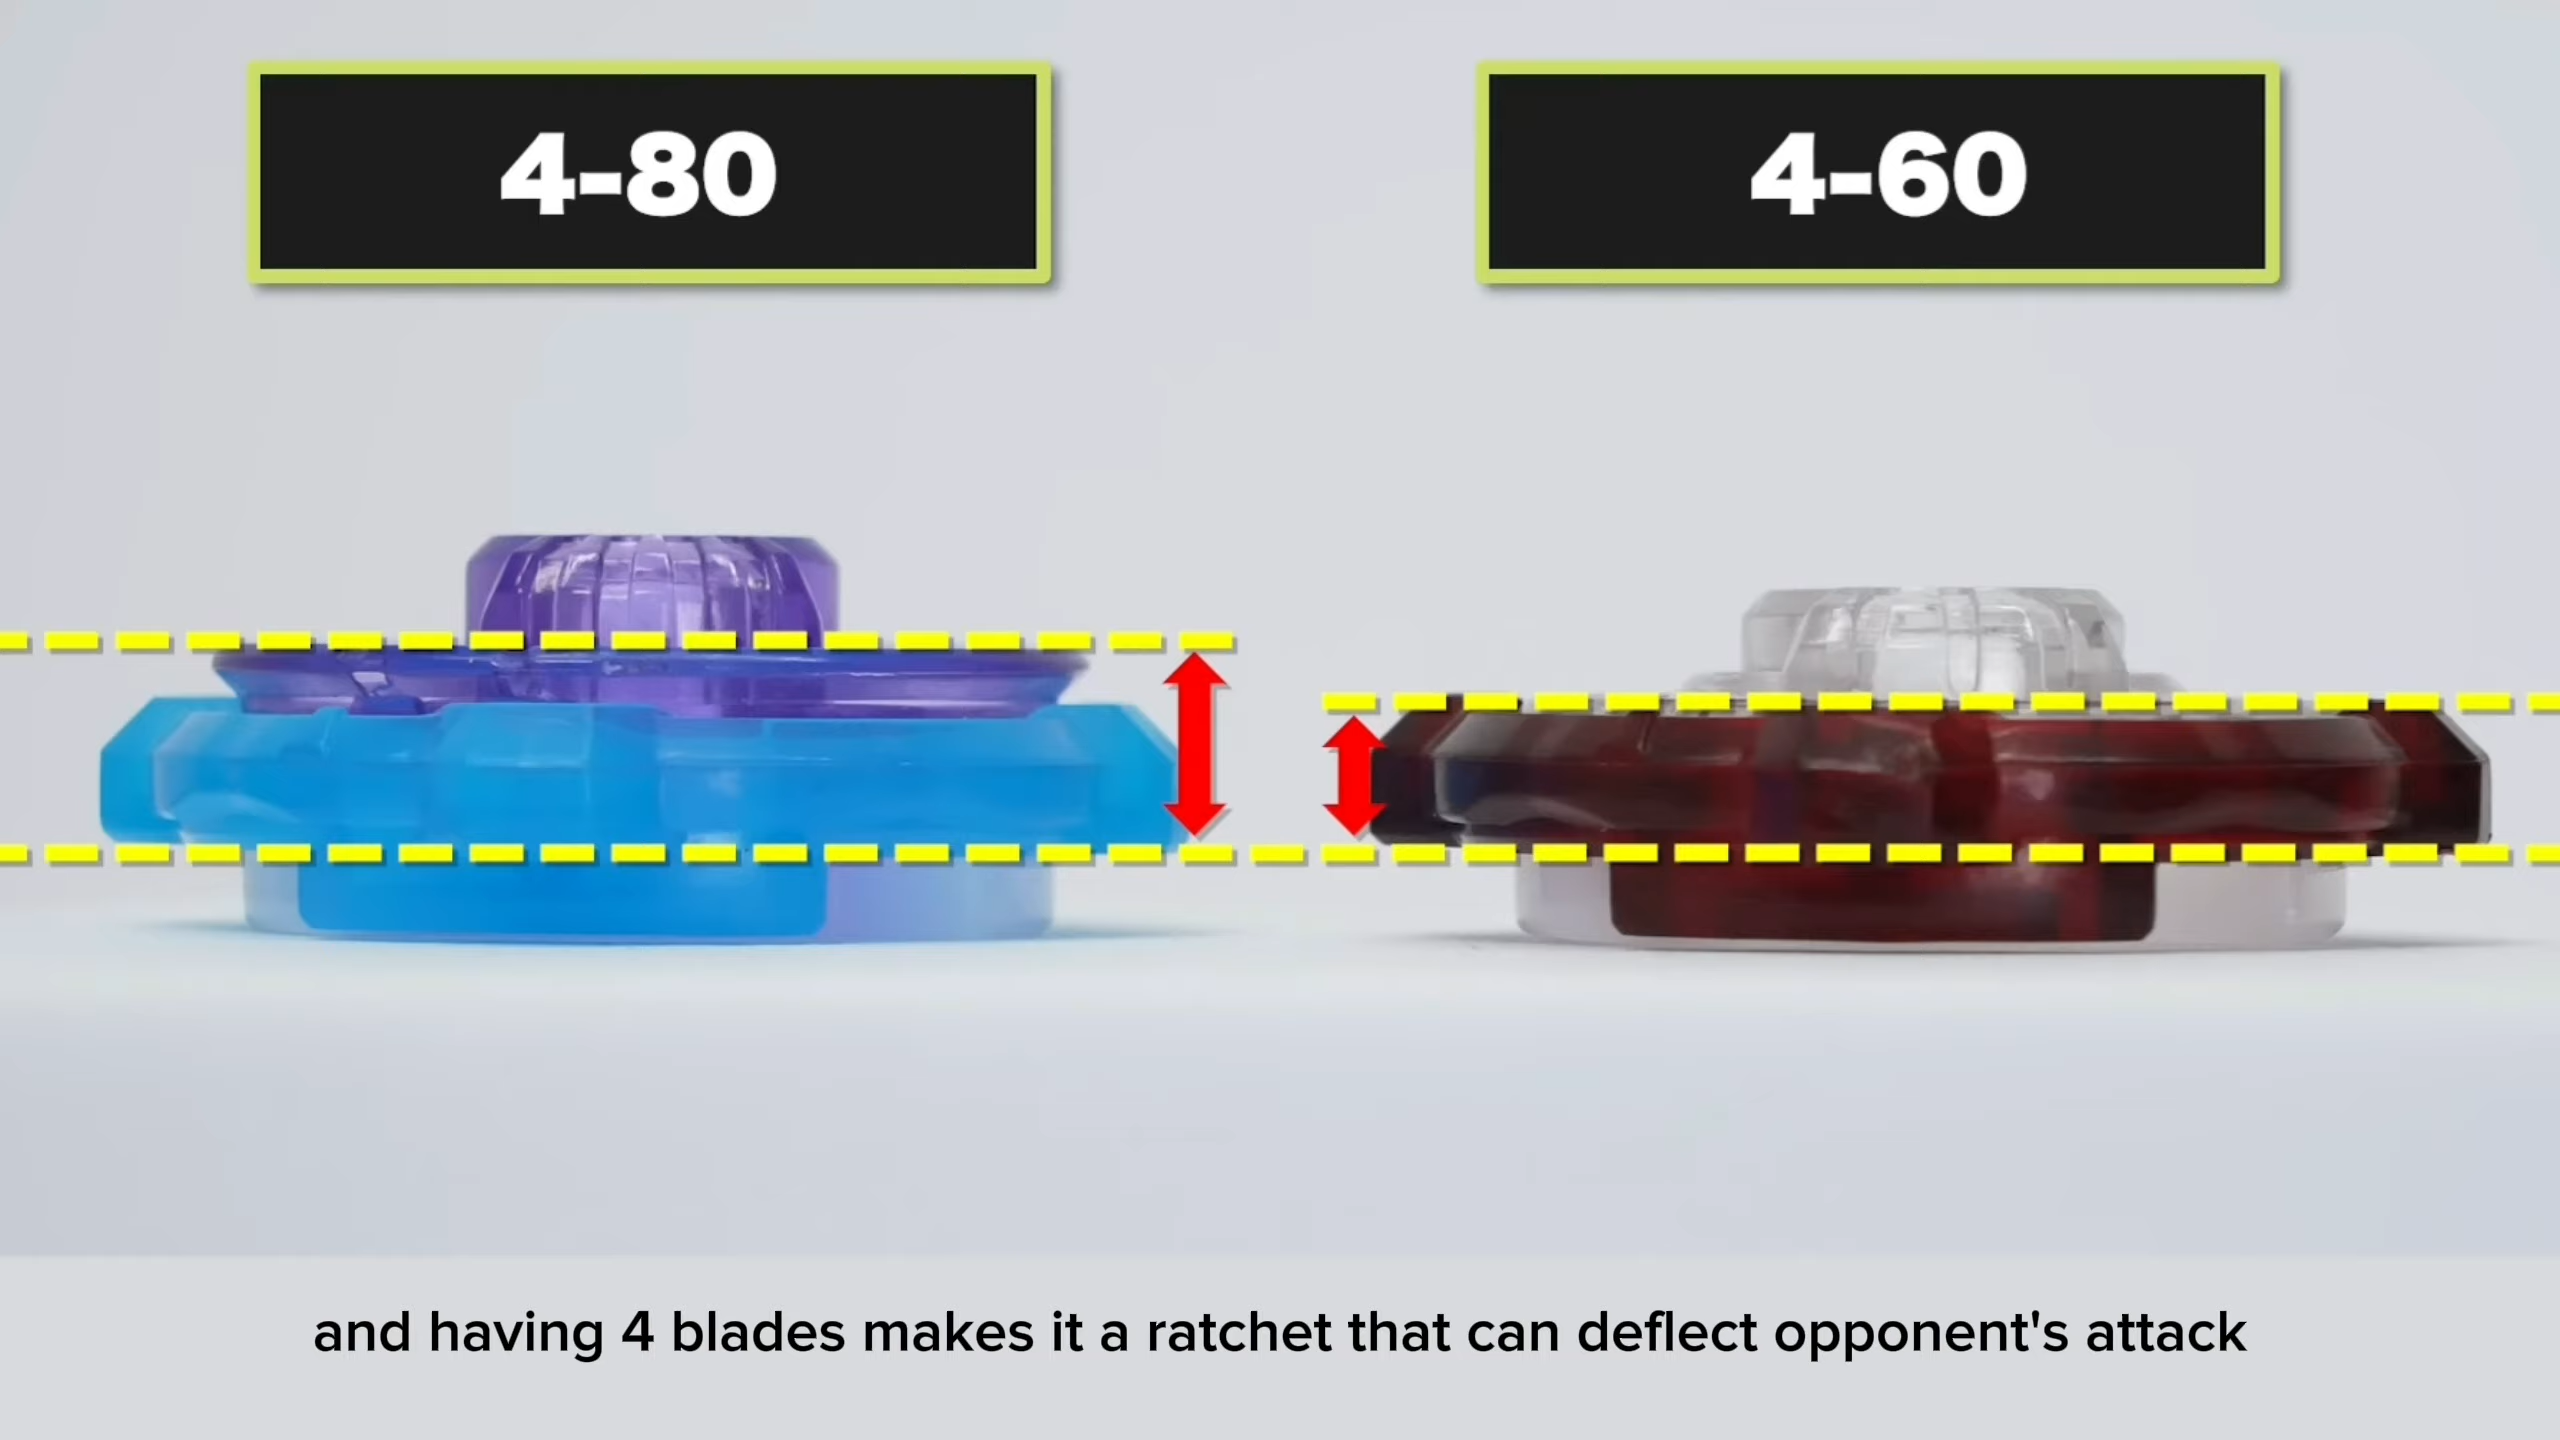 4-80
4-60
and having 4 blades makes it a ratchet that can deflect opponent's attack